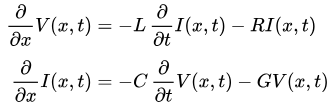 ∂/∂x V(x,t) = −L ∂/∂t I(x,t) − RI(x,t)
∂/∂x I(x,t) = −C ∂/∂t V(x,t) − GV(x,t)